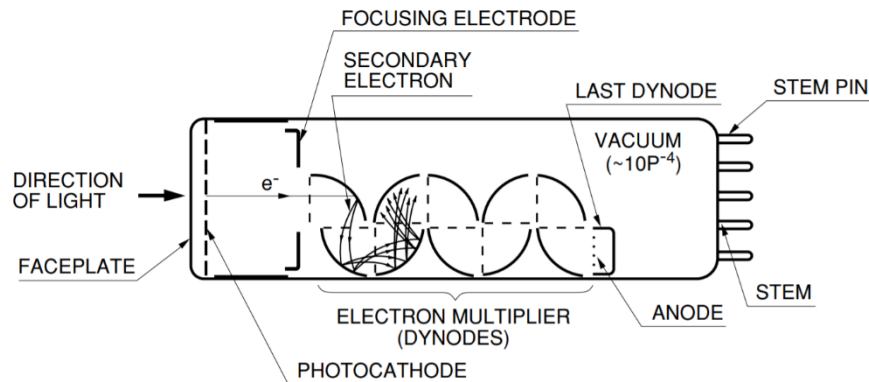 FOCUSING ELECTRODE
SECONDARY
ELECTRON
LAST DYNODE
STEM PIN
VACUUM
(~10P⁻⁴)
DIRECTION
OF LIGHT
e⁻
FACEPLATE
STEM
ELECTRON MULTIPLIER
(DYNODES)
ANODE
PHOTOCATHODE